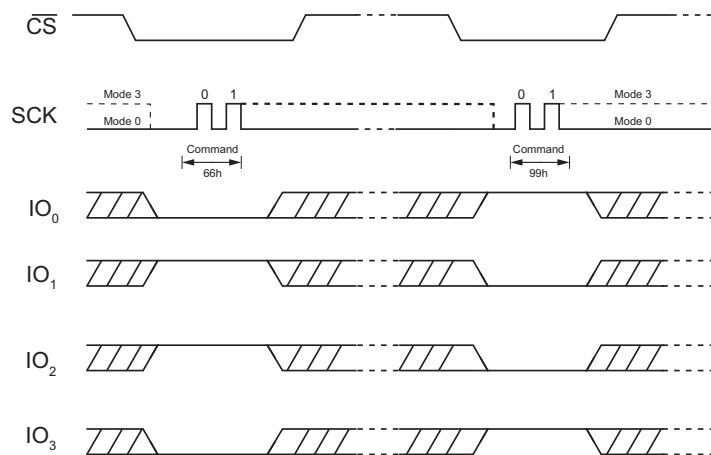 CS
Mode 3 0 1 0 1 Mode 3
SCK
Mode 0 Mode 0
Command Command
66h 99h
IO0
IO1
IO2
IO3